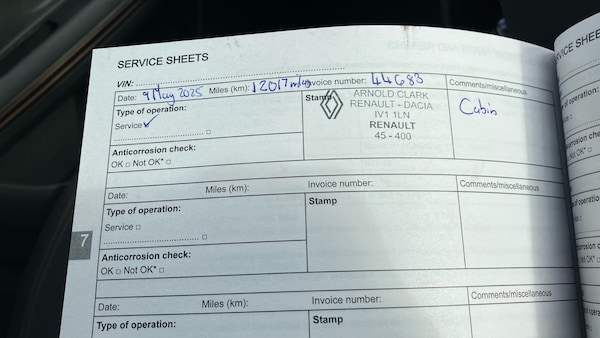 SERVICE SHEETS
VIN:
Date: 9 May 2025 Miles (km): 12017 miles Invoice number: 44683 Comments/miscellaneous
Type of operation: Stamp ARNOLD CLARK
RENAULT - DACIA
Service ✓ IV1 1LN
RENAULT
45 - 400
Cabin
Anticorrosion check:
OK □ Not OK* □
Date: Miles (km): Invoice number: Comments/miscellaneous
Type of operation: Stamp
Service □
Anticorrosion check:
OK □ Not OK* □
7
Date: Miles (km): Invoice number: Comments/miscellaneous
Type of operation: Stamp